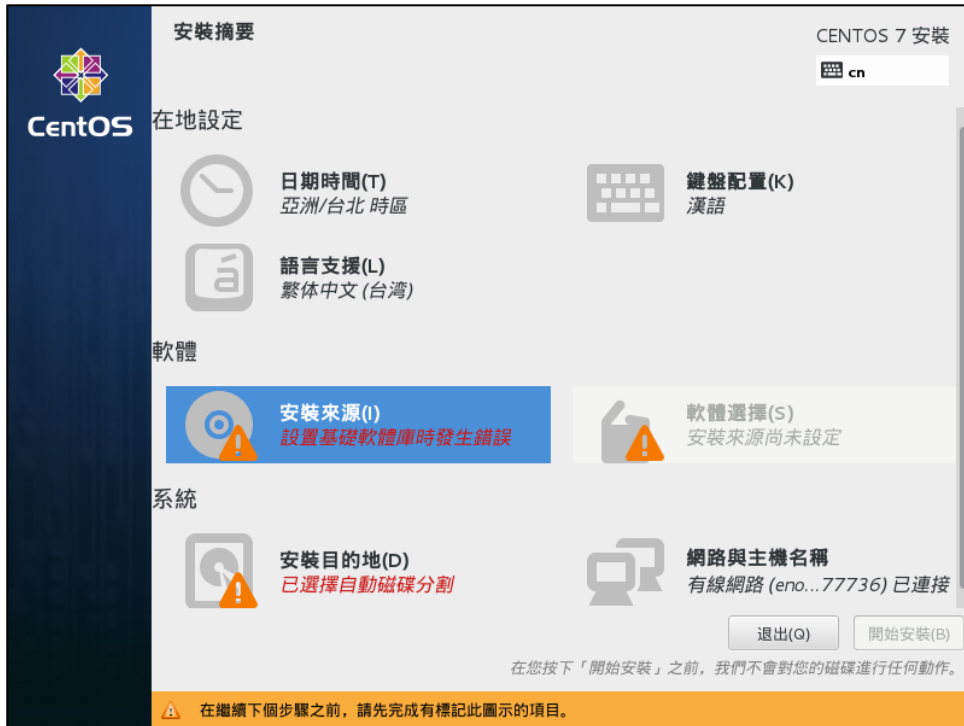 安裝摘要
CENTOS 7 安裝
cn
CentOS
在地設定
日期時間(T)
亞洲/台北 時區
鍵盤配置(K)
漢語
á
語言支援(L)
繁体中文 (台湾)
軟體
安裝來源(I)
設置基礎軟體庫時發生錯誤
軟體選擇(S)
安裝來源尚未設定
系統
安裝目的地(D)
已選擇自動磁碟分割
網路與主機名稱
有線網路 (eno...77736) 已連接
退出(Q)
開始安裝(B)
在您按下「開始安裝」之前，我們不會對您的磁碟進行任何動作。
在繼續下個步驟之前，請先完成有標記此圖示的項目。